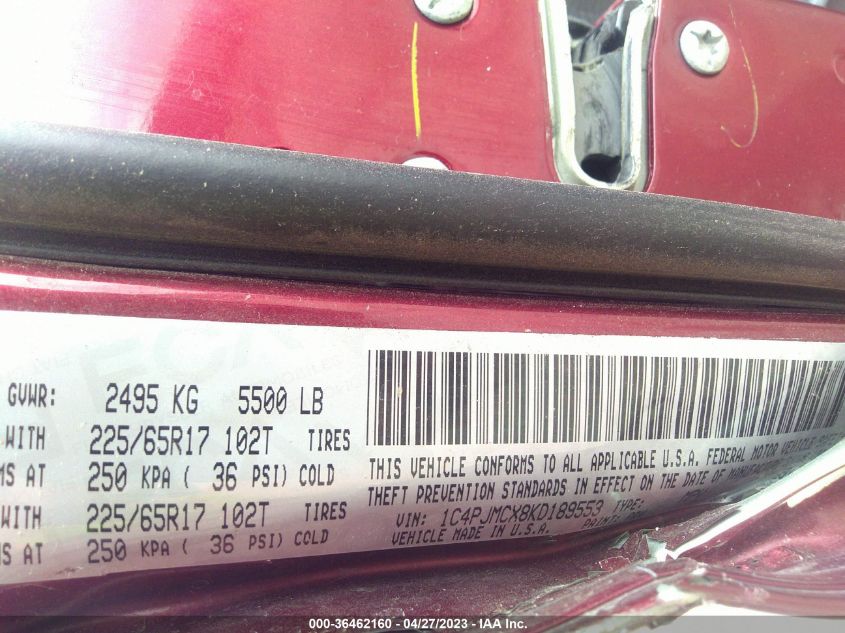 GVWR: 2495 KG 5500 LB
WITH 225/65R17 102T TIRES
MS AT 250 KPA ( 36 PSI) COLD
225/65R17 102T TIRES
MS AT 250 KPA ( 36 PSI) COLD
THIS VEHICLE CONFORMS TO ALL APPLICABLE U.S.A. FEDERAL MOTOR VEHICLE
THEFT PREVENTION STANDARDS IN EFFECT ON THE DATE OF
VIN: 1C4PJMCX8KD189553 TYPE:
VEHICLE MADE IN U.S.A. PAINT:
000-36462160 - 04/27/2023 - IAA Inc.